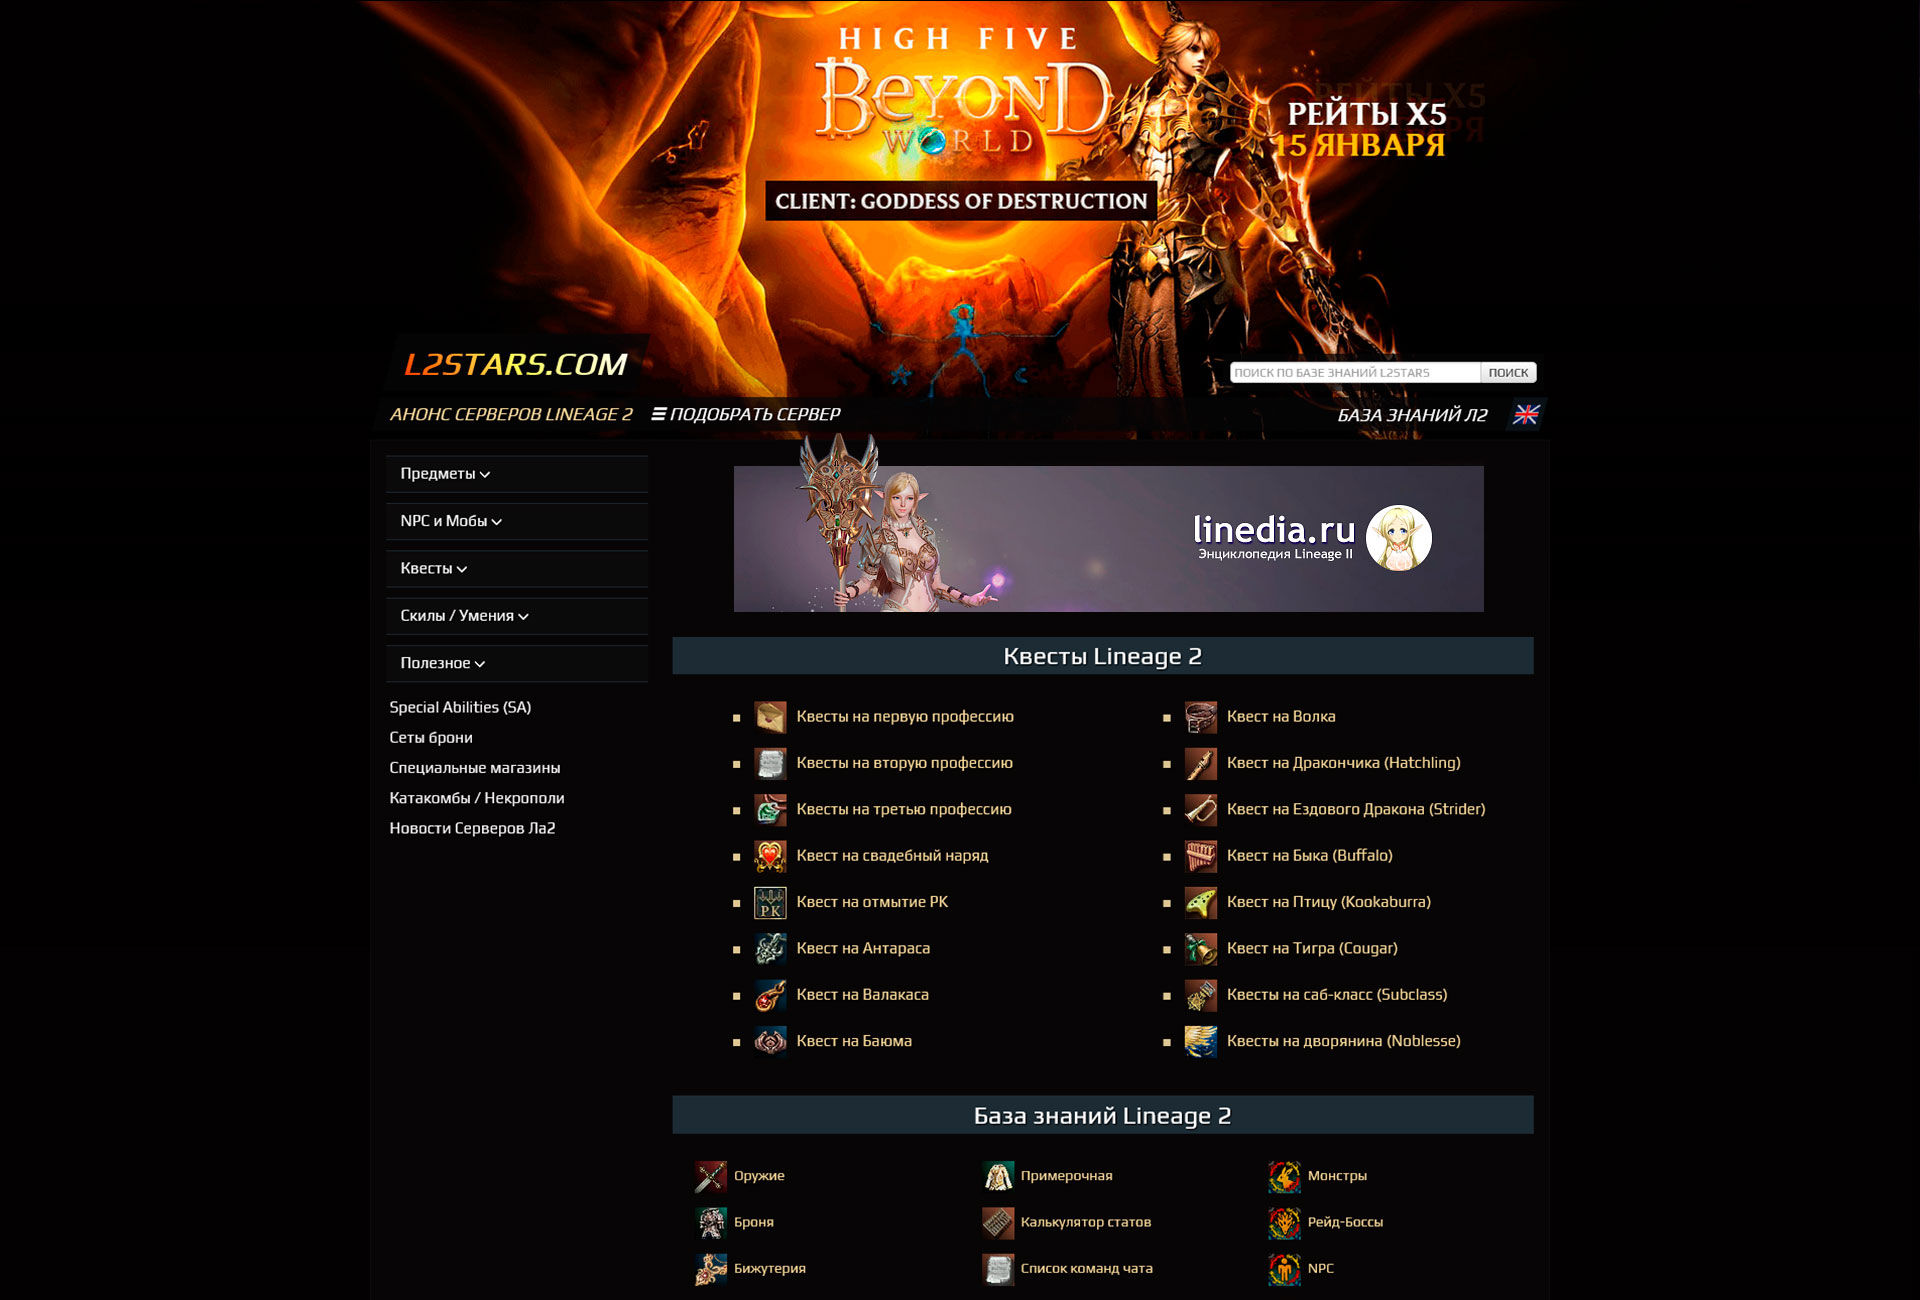 HIGH FIVE
BEYOND
WORLD
РЕЙТЫ X5
15 ЯНВАРЯ
CLIENT: GODDESS OF DESTRUCTION
L2STARS.COM
ПОИСК ПО БАЗЕ ЗНАНИЙ L2STARS
ПОИСК
АНОНС СЕРВЕРОВ LINEAGE 2
ПОДОБРАТЬ СЕРВЕР
БАЗА ЗНАНИЙ Л2
Предметы
NPC и Мобы
Квесты
Скилы / Умения
Полезное
Special Abilities (SA)
Сеты брони
Специальные магазины
Катакомбы / Некрополи
Новости Серверов Ла2
linedia.ru
Энциклопедия Lineage II
Квесты Lineage 2
Квесты на первую профессию
Квесты на вторую профессию
Квесты на третью профессию
Квест на свадебный наряд
PK
Квест на отмытие PK
Квест на Антараса
Квест на Валакаса
Квест на Баюма
Квест на Волка
Квест на Дракончика (Hatchling)
Квест на Ездового Дракона (Strider)
Квест на Быка (Buffalo)
Квест на Птицу (Kookaburra)
Квест на Тигра (Cougar)
Квесты на саб-класс (Subclass)
Квесты на дворянина (Noblesse)
База знаний Lineage 2
Оружие
Броня
Бижутерия
Примерочная
Калькулятор статов
Список команд чата
Монстры
Рейд-Боссы
NPC